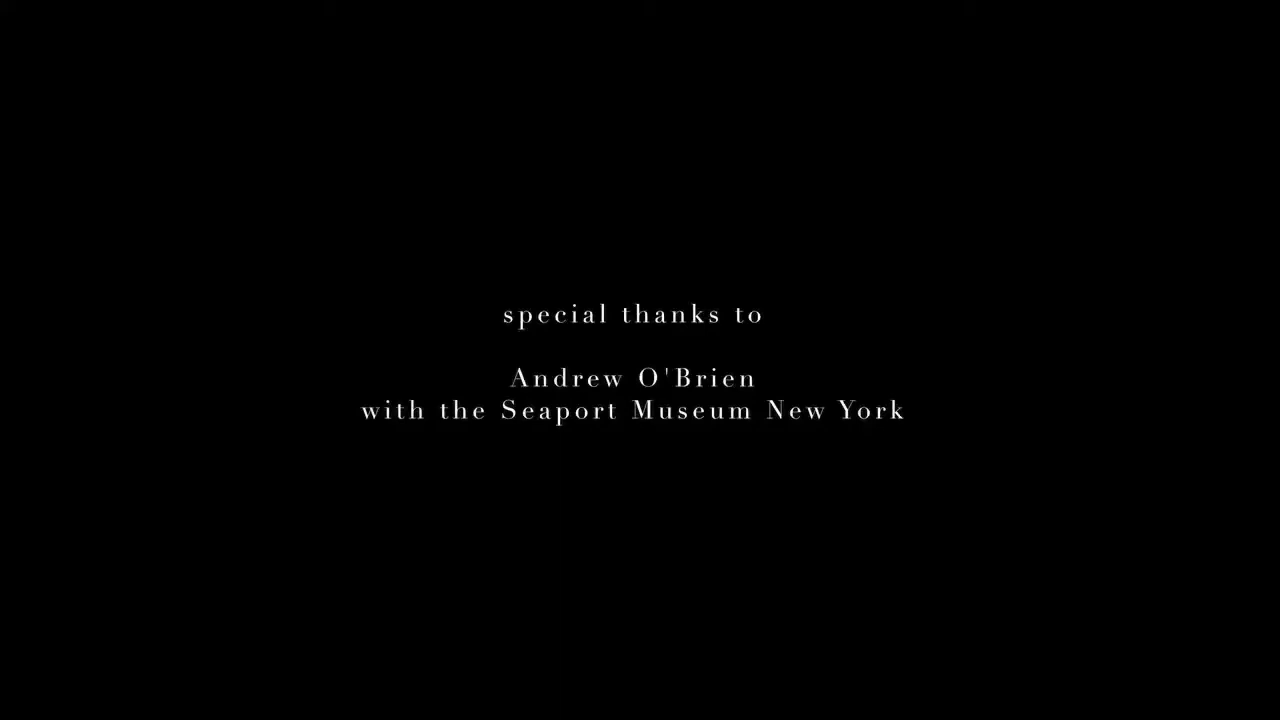 special thanks to
Andrew O'Brien
with the Seaport Museum New York